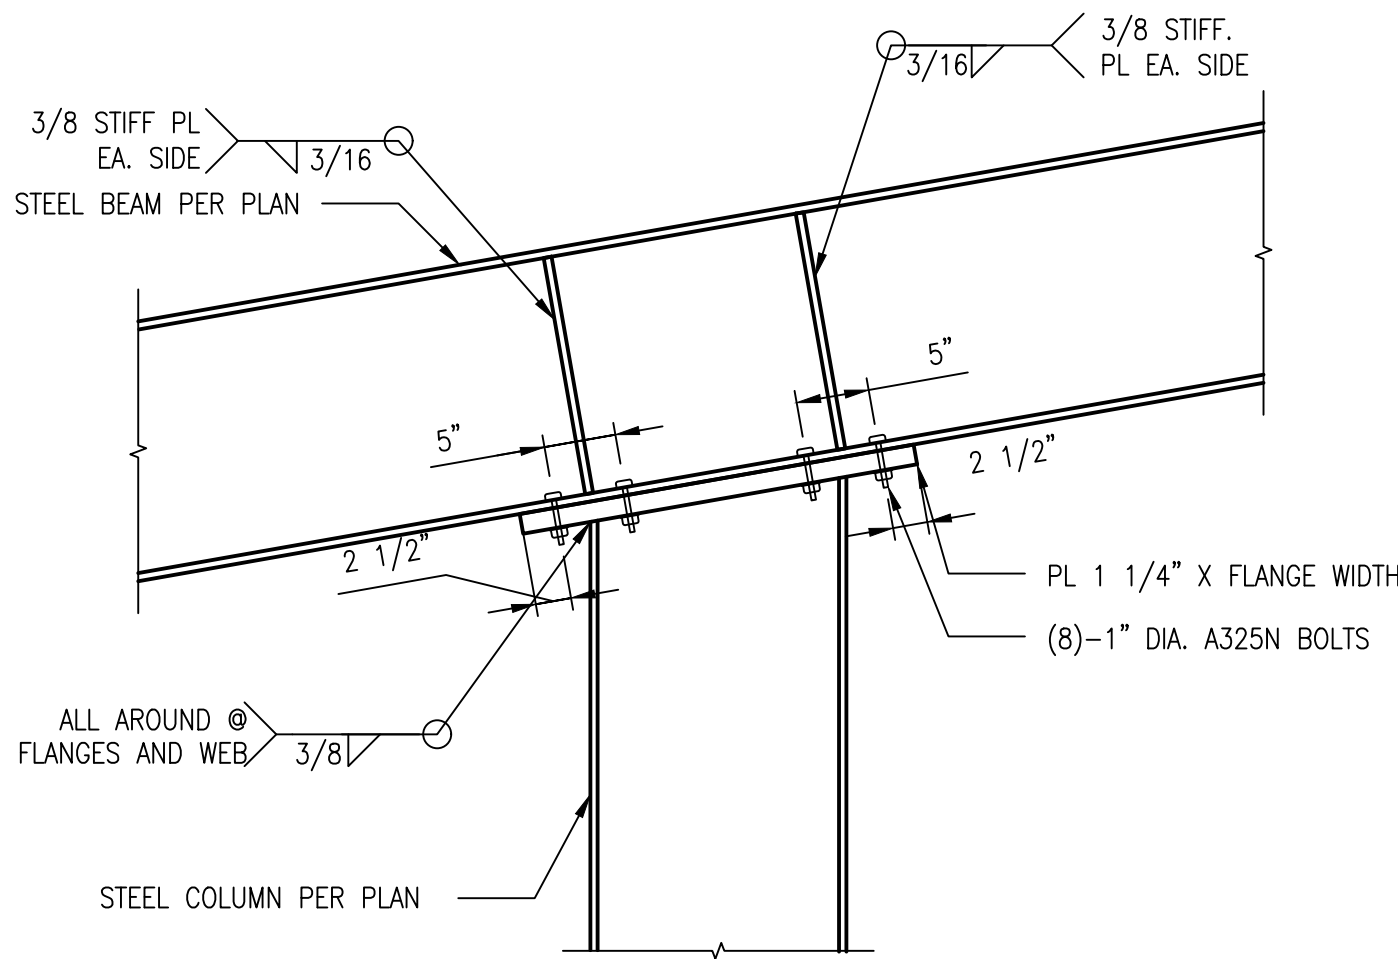 3/8 STIFF.
PL EA. SIDE
3/16
3/8 STIFF PL
EA. SIDE
3/16
STEEL BEAM PER PLAN
5”
5”
2 1/2”
2 1/2”
PL 1 1/4” X FLANGE WIDTH
(8)-1” DIA. A325N BOLTS
ALL AROUND @
FLANGES AND WEB
3/8
STEEL COLUMN PER PLAN